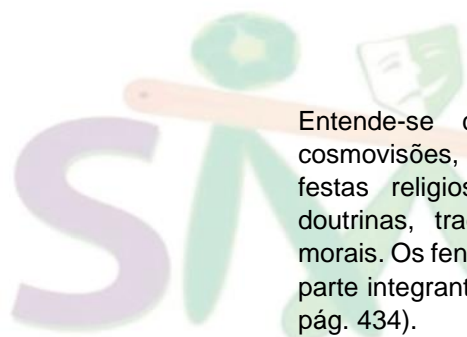 Entende-se
cosmovisões,
festas religios
doutrinas, tra
morais. Os fen
parte integrant
pág. 434).
S